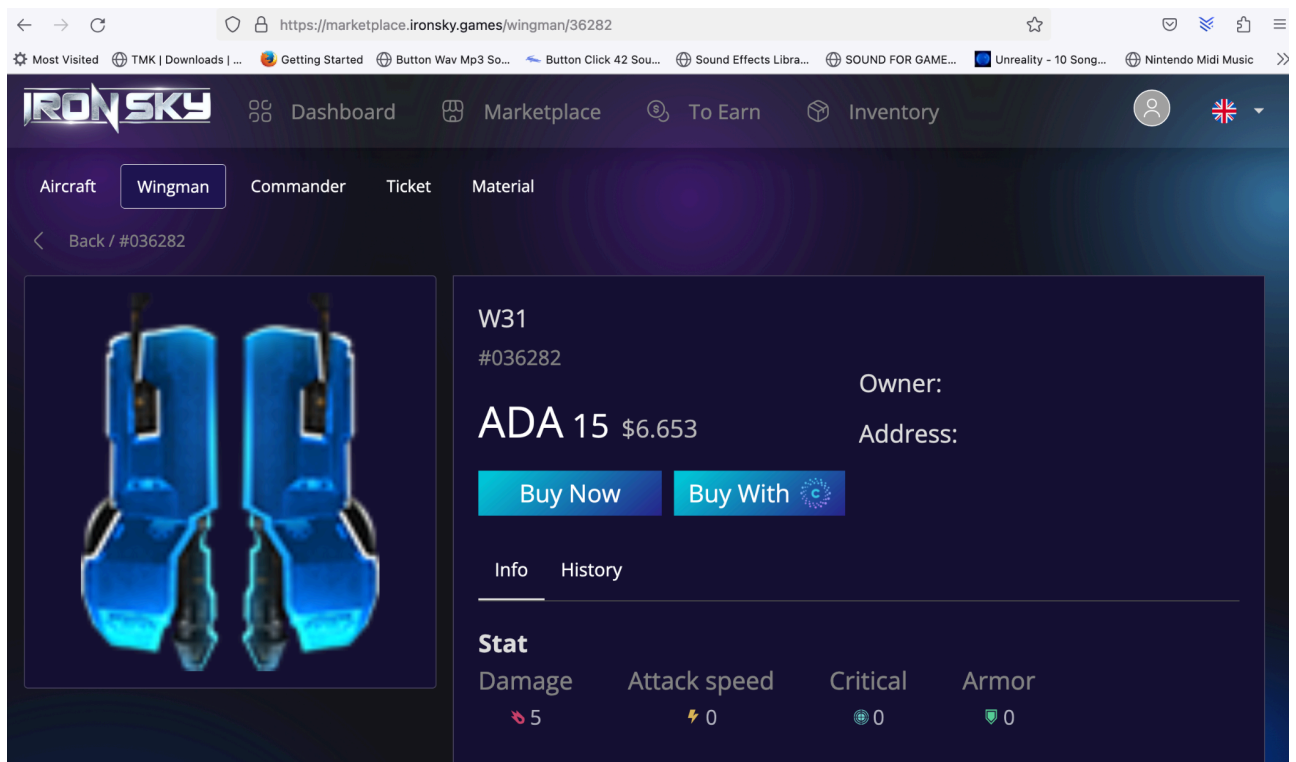 https://marketplace.ironsky.games/wingman/36282
Most Visited TMK | Downloads | ... Getting Started Button Wav Mp3 So... Button Click 42 Sou... Sound Effects Libra... SOUND FOR GAME... Unreality - 10 Song... Nintendo Midi Music
IRON SKY Dashboard Marketplace To Earn Inventory
Aircraft Wingman Commander Ticket Material
Back / #036282
W31
#036282
Owner:
ADA 15 $6.653
Address:
Buy Now Buy With C
Info History
Stat
Damage Attack speed Critical Armor
5 0 0 0